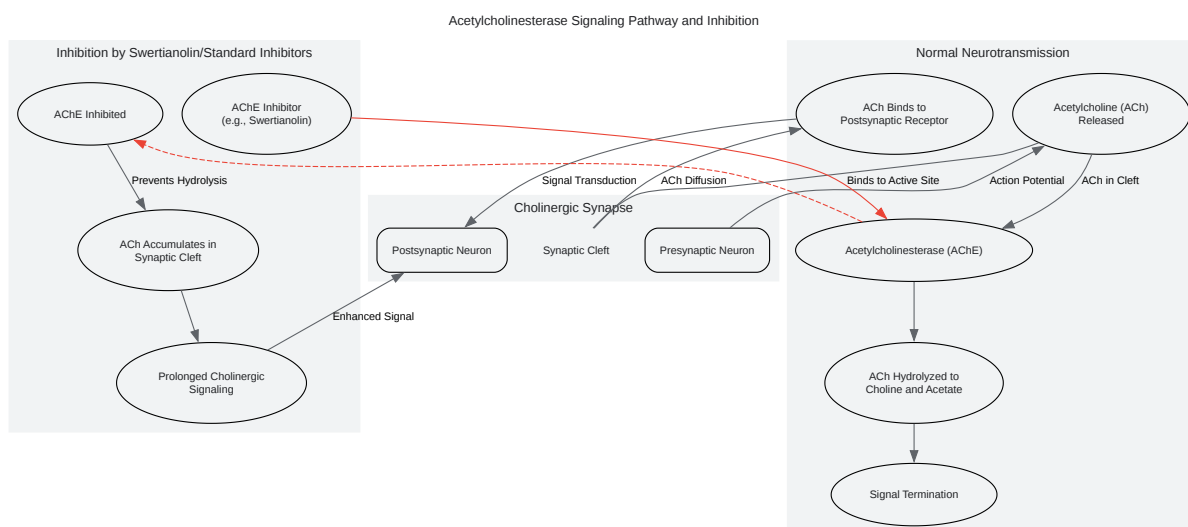 Acetylcholinesterase Signaling Pathway and Inhibition
Inhibition by Swertianolin/Standard Inhibitors
AChE Inhibited
AChE Inhibitor
(e.g., Swertianolin)
Prevents Hydrolysis
ACh Accumulates in
Synaptic Cleft
Prolonged Cholinergic
Signaling
Enhanced Signal
Signal Transduction
ACh Diffusion
Cholinergic Synapse
Postsynaptic Neuron
Synaptic Cleft
Presynaptic Neuron
Normal Neurotransmission
ACh Binds to
Postsynaptic Receptor
Acetylcholine (ACh)
Released
Binds to Active Site
Action Potential
ACh in Cleft
Acetylcholinesterase (AChE)
ACh Hydrolyzed to
Choline and Acetate
Signal Termination